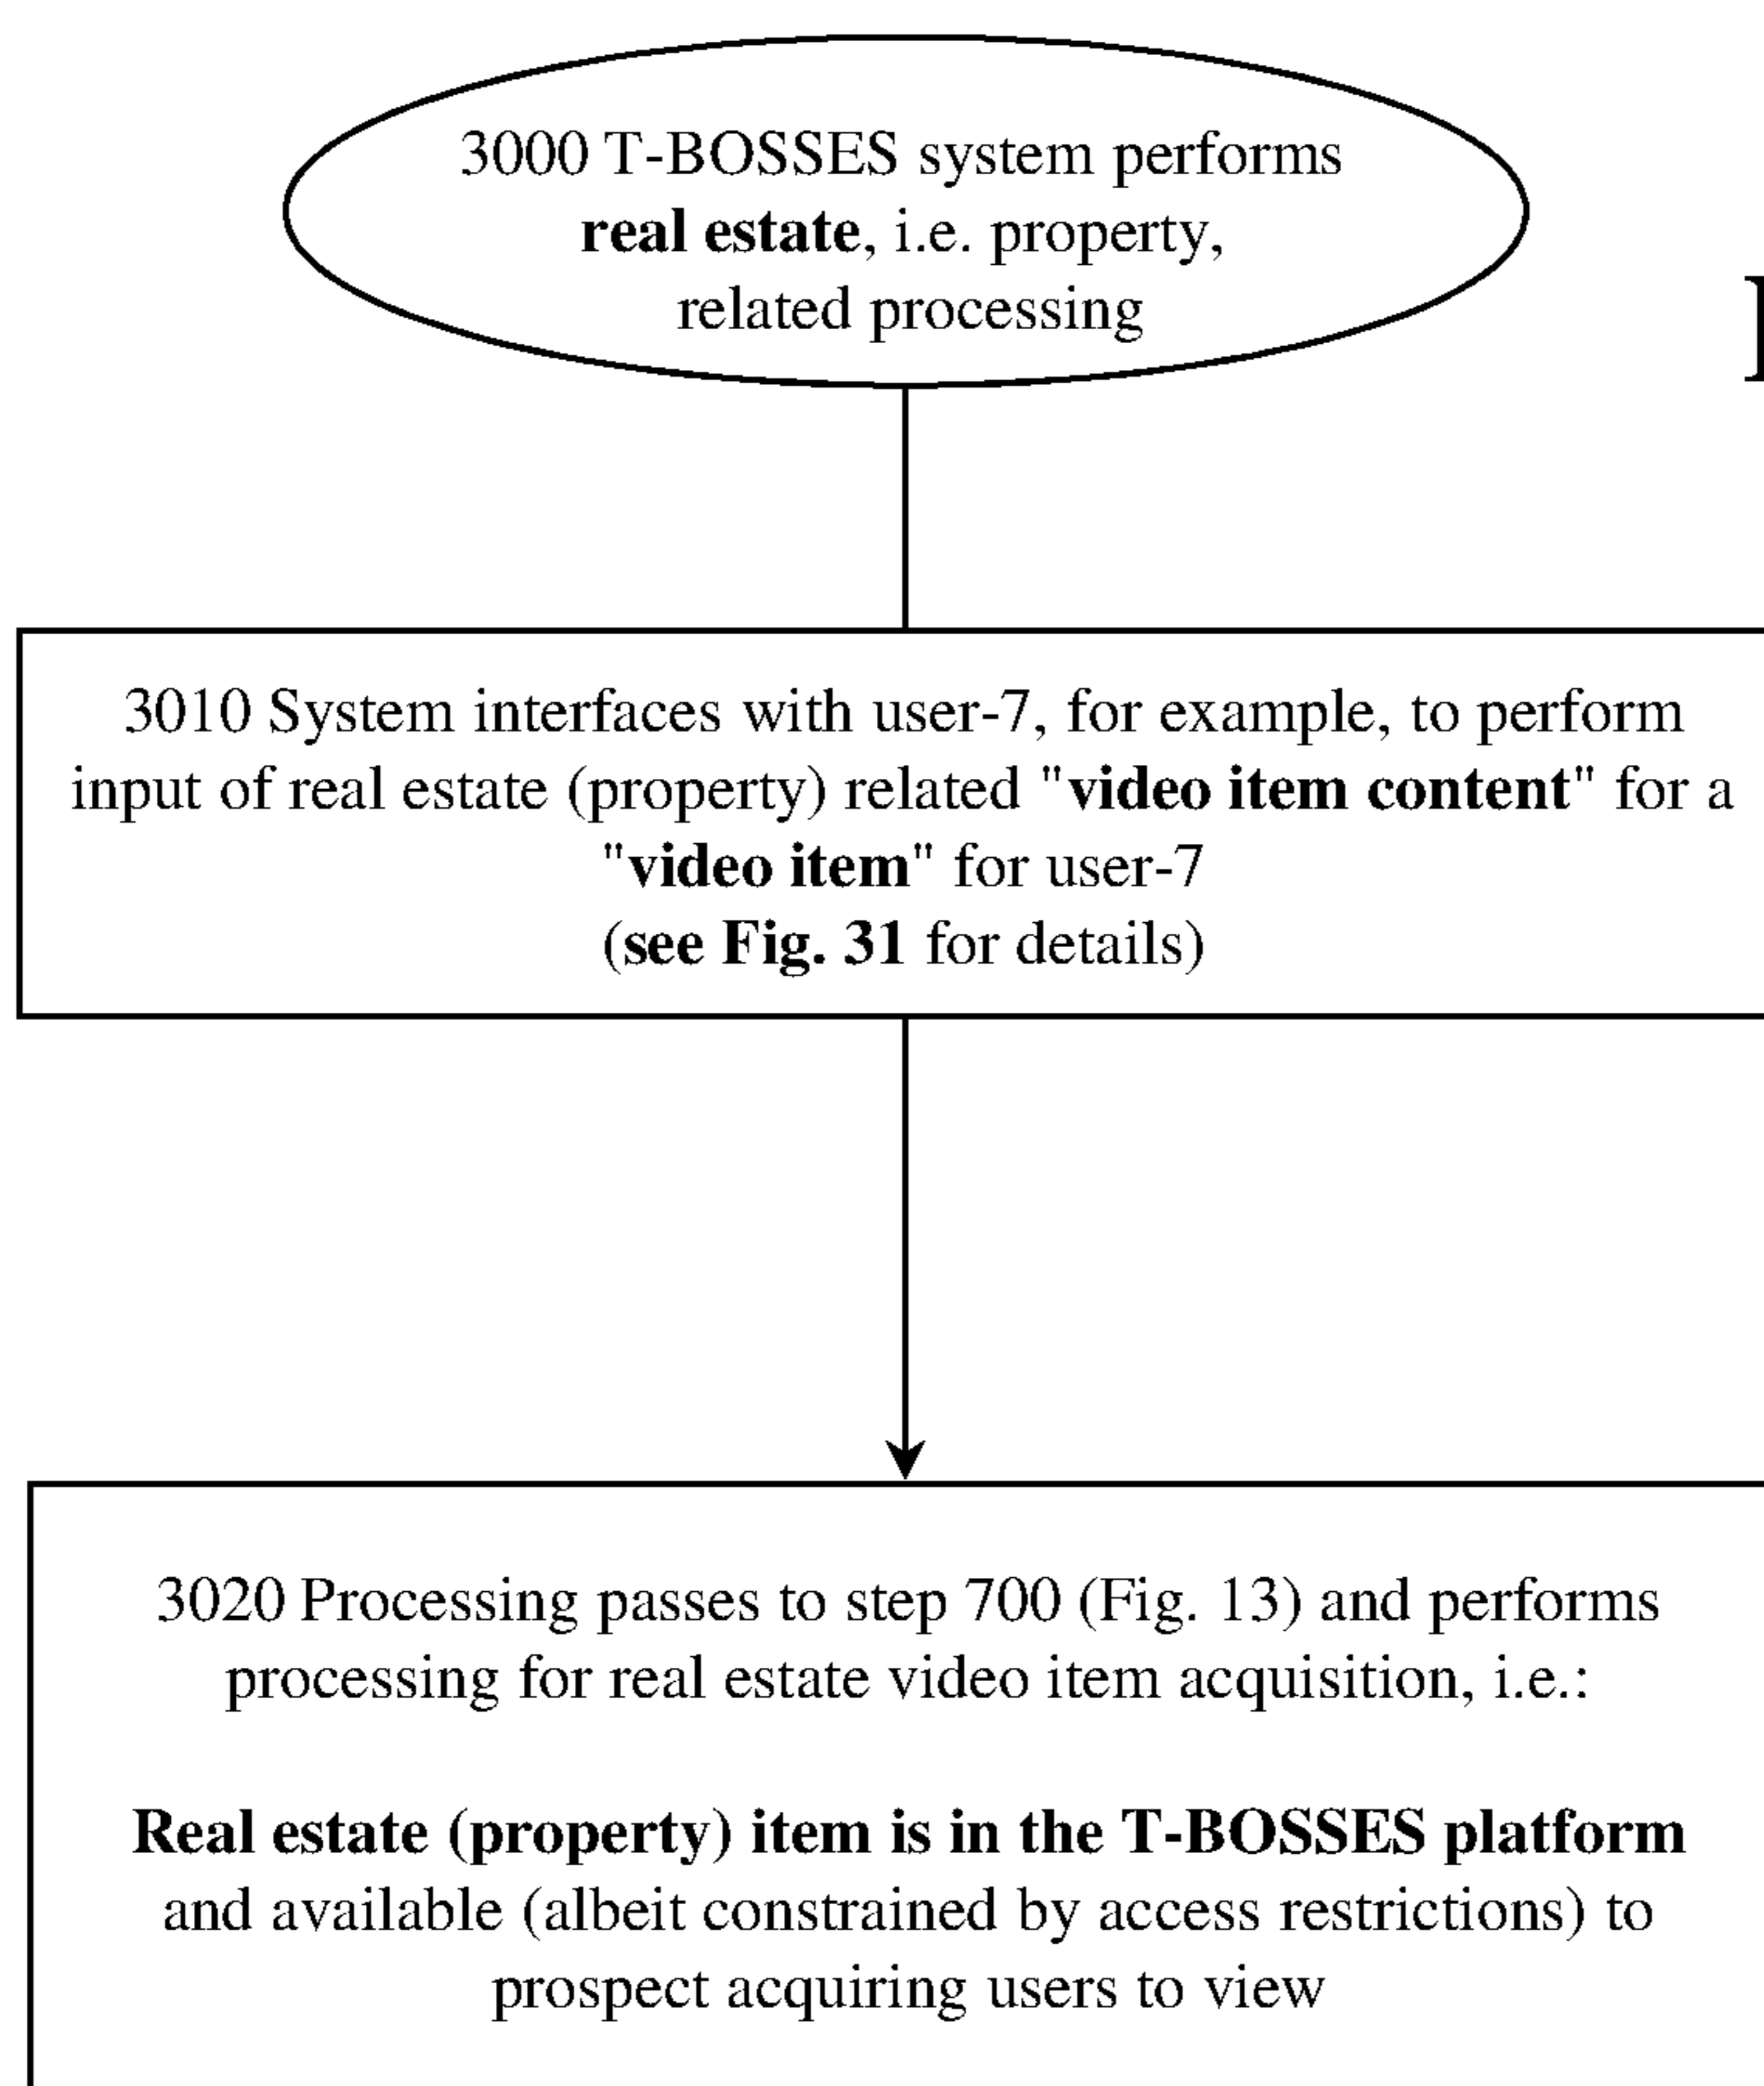 3000 T-BOSSES system performs
real estate, i.e. property,
related processing
3010 System interfaces with user-7, for example, to perform
input of real estate (property) related "video item content" for a
"video item" for user-7
(see Fig. 31 for details)
3020 Processing passes to step 700 (Fig. 13) and performs
processing for real estate video item acquisition, i.e.:
Real estate (property) item is in the T-BOSSES platform
and available (albeit constrained by access restrictions) to
prospect acquiring users to view